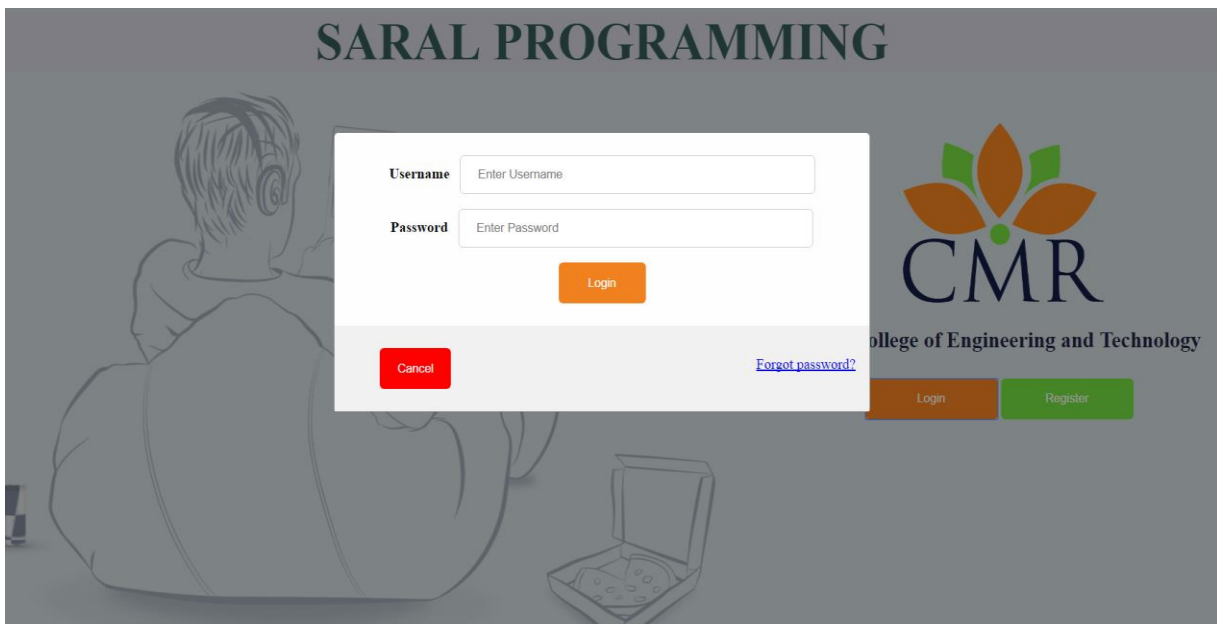 SARAL PROGRAMMING
Username Enter Username
Password Enter Password
Login
Cancel
Forgot password?
CMR
ollege of Engineering and Technology
Login Register